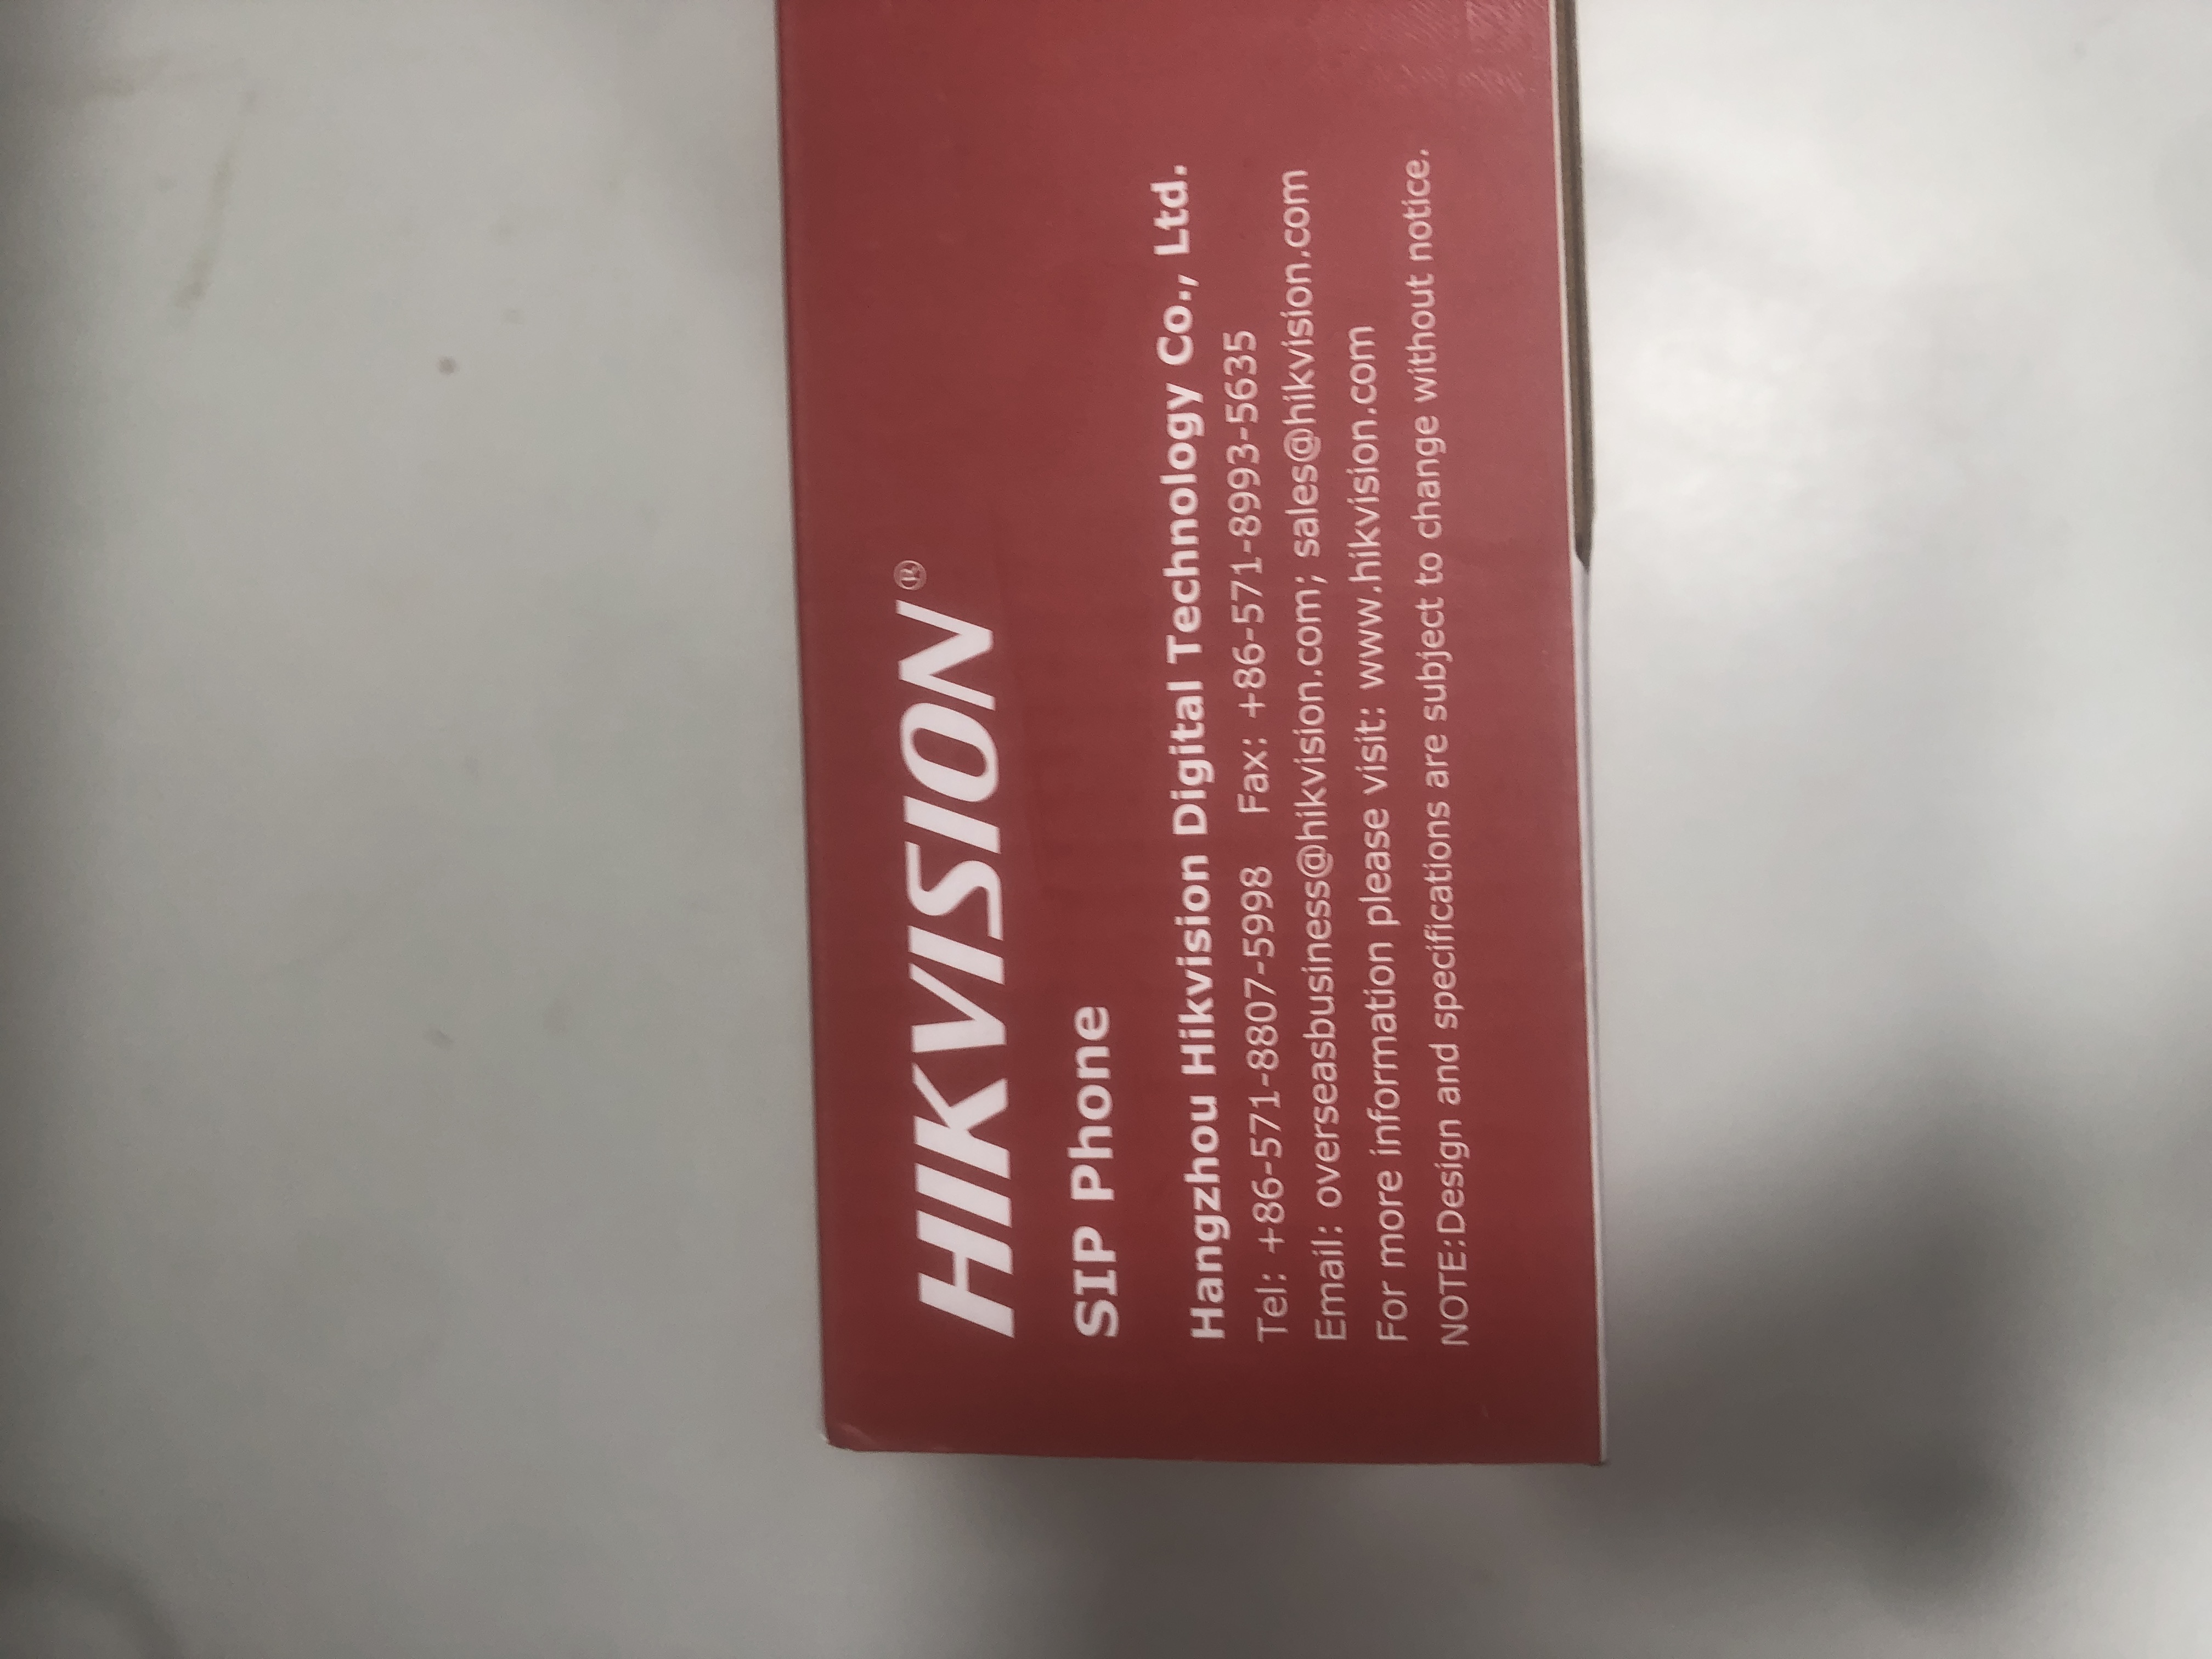 HIKVISION®
SIP Phone
Hangzhou Hikvision Digital Technology Co., Ltd.
Tel: +86-571-8807-5998 Fax: +86-571-8993-5635
Email: overseasbusiness@hikvision.com; sales@hikvision.com
For more information please visit: www.hikvision.com
NOTE:Design and specifications are subject to change without notice.